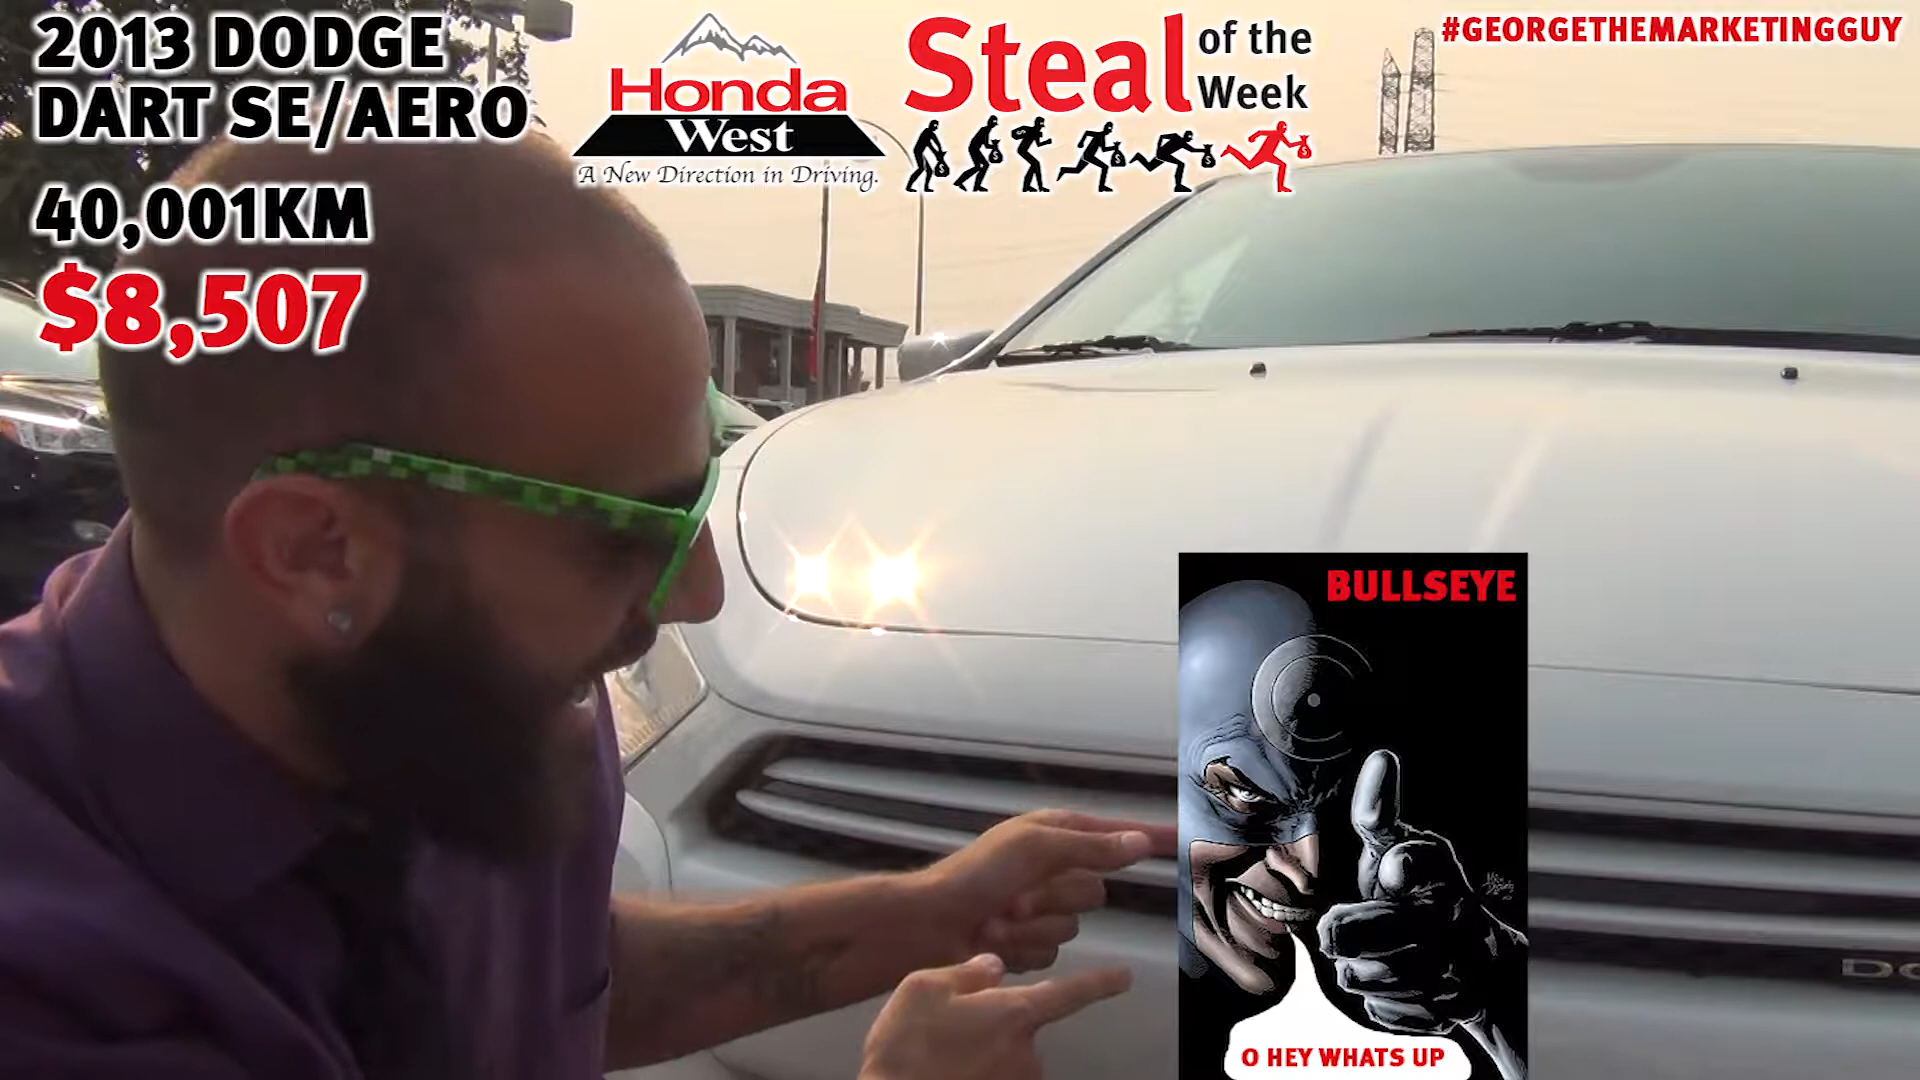 2013 DODGE
DART SE/AERO
40,001KM
$8,507
Honda
West
A New Direction in Driving.
Steal of the
Week
#GEORGETHEMARKETINGGUY
BULLSEYE
O HEY WHATS UP
DO